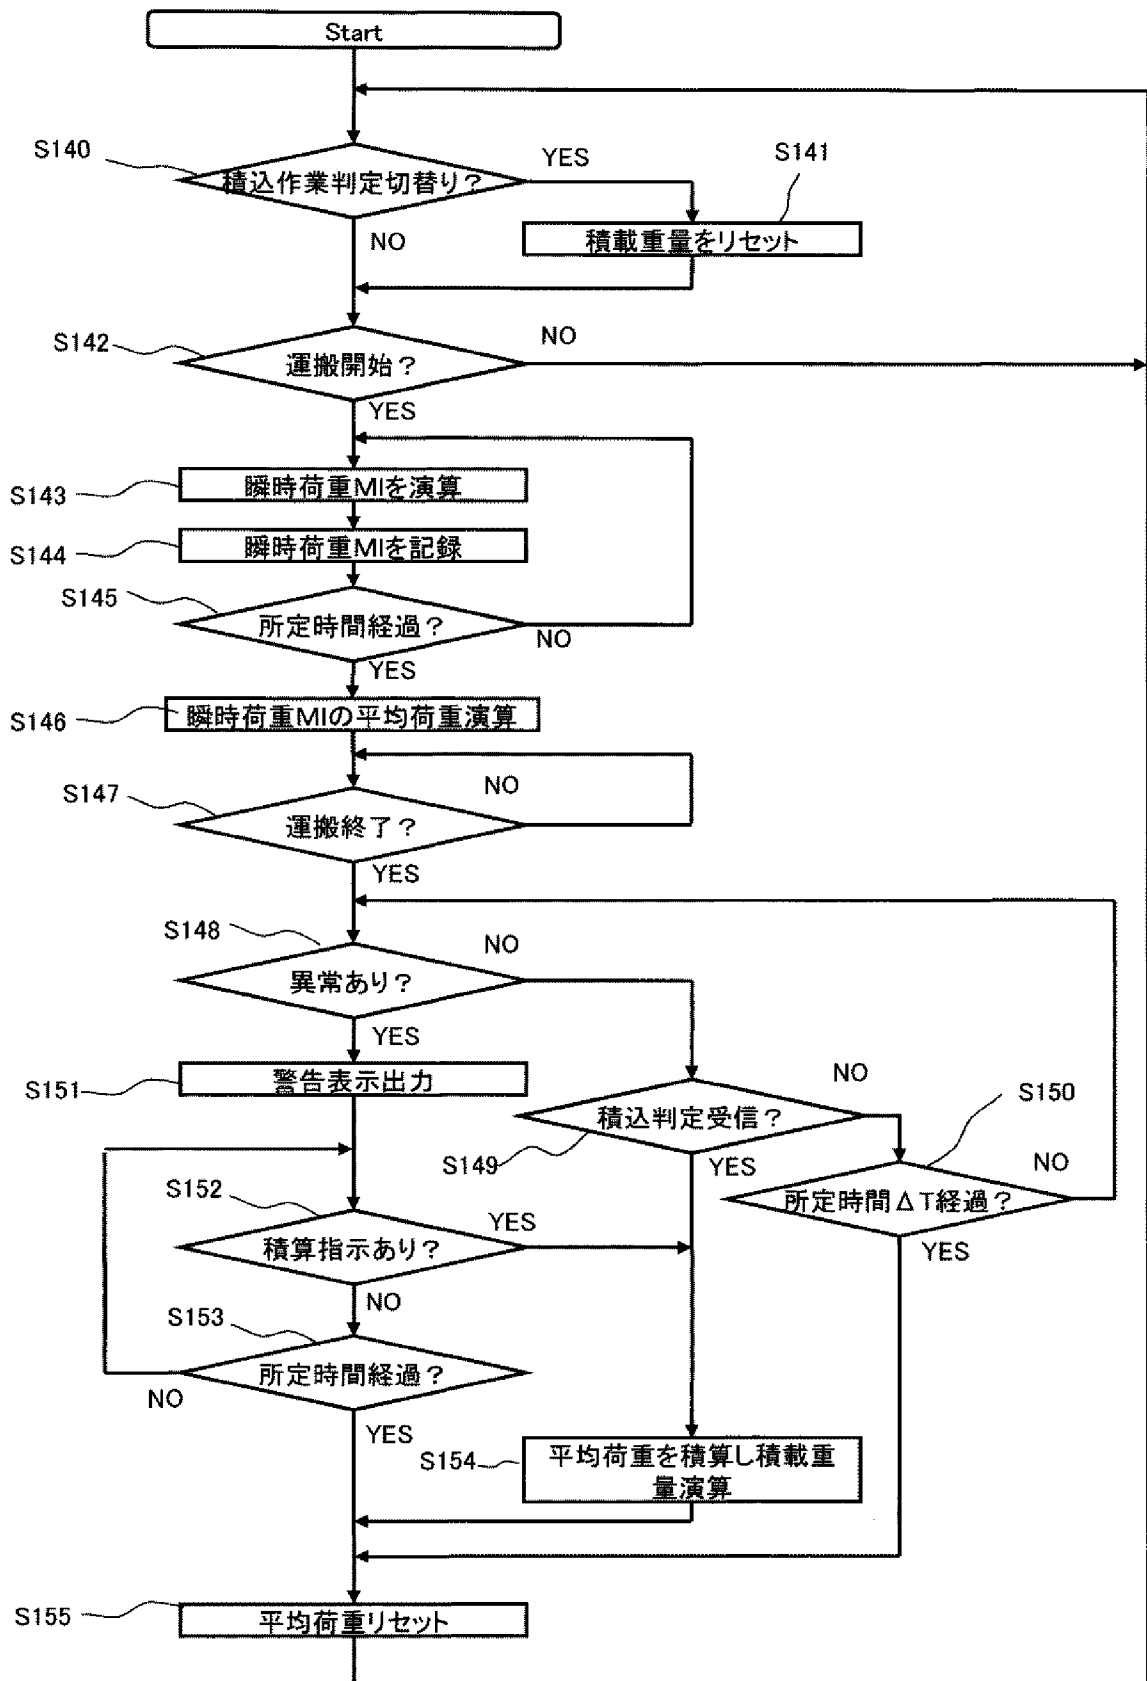 Start
S140
積込作業判定切替り？
YES
S141
積載重量をリセット
NO
S142
運搬開始？
NO
YES
S143
瞬時荷重MIを演算
S144
瞬時荷重MIを記録
S145
所定時間経過？
NO
YES
S146
瞬時荷重MIの平均荷重演算
S147
運搬終了？
NO
YES
S148
異常あり？
NO
YES
S151
警告表示出力
S149
積込判定受信？
NO
YES
S150
所定時間ΔT経過？
NO
YES
S152
積算指示あり？
YES
NO
S153
所定時間経過？
NO
YES
S154
平均荷重を積算し積載重
量演算
S155
平均荷重リセット